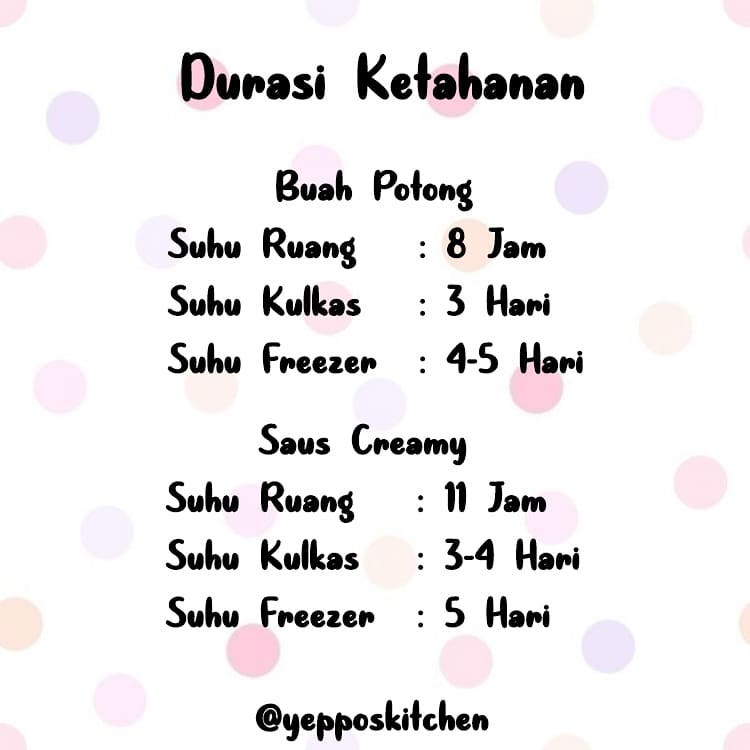 Durasi Ketahanan
Buah Potong
Suhu Ruang : 8 Jam
Suhu Kulkas : 3 Hari
Suhu Freezer : 4-5 Hari
Saus Creamy
Suhu Ruang : 11 Jam
Suhu Kulkas : 3-4 Hari
Suhu Freezer : 5 Hari
@yepposkitchen